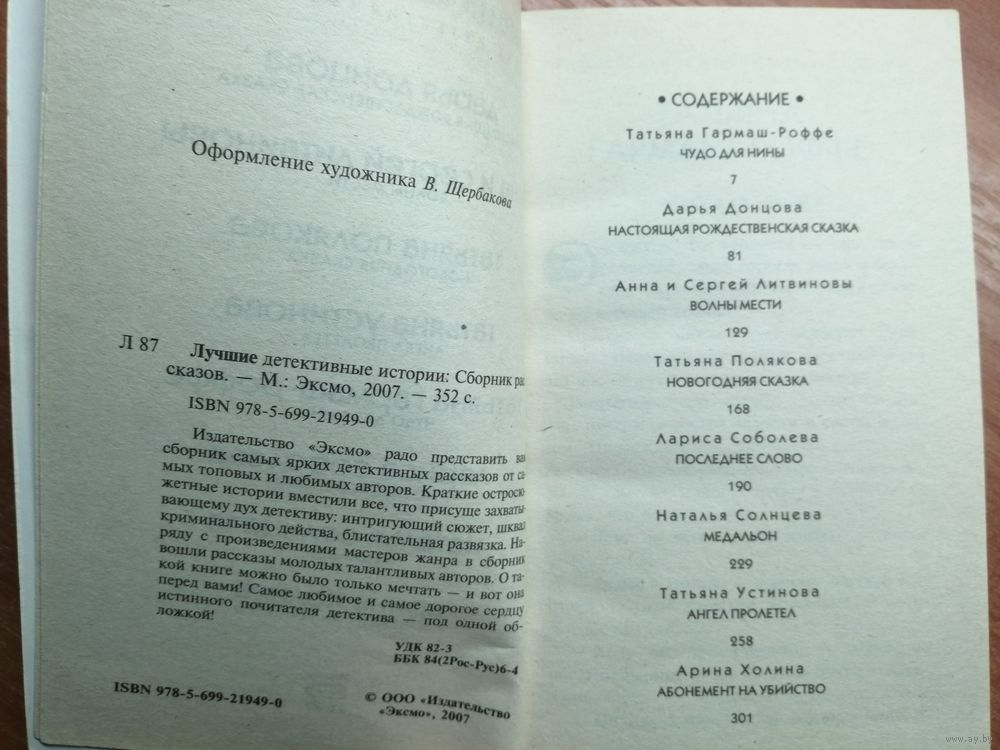 Оформление художника В. Щербакова
Л 87
Лучшие детективные истории: Сборник рас
сказов. — М.: Эксмо, 2007. — 352 с.
ISBN 978-5-699-21949-0
Издательство «Эксмо» радо представить ва
сборник самых ярких детективных рассказов от са-
мых топовых и любимых авторов. Краткие остросю-
жетные истории вместили все, что присуще захваты-
вающему дух детективу: интригующий сюжет, шквал
криминального действа, блистательная развязка. На-
ряду с произведениями мастеров жанра в сборник
вошли рассказы молодых талантливых авторов. О та-
кой книге можно было только мечтать — и вот она
перед вами! Самое любимое и самое дорогое сердцу
истинного почитателя детектива — под одной об-
ложкой!
УДК 82-3
ББК 84(2Рос-Рус)6-4
ISBN 978-5-699-21949-0
© ООО «Издательство
«Эксмо», 2007
• СОДЕРЖАНИЕ •
Татьяна Гармаш-Роффе
ЧУДО ДЛЯ НИНЫ
7
Дарья Донцова
НАСТОЯЩАЯ РОЖДЕСТВЕНСКАЯ СКАЗКА
81
Анна и Сергей Литвиновы
ВОЛНЫ МЕСТИ
129
Татьяна Полякова
НОВОГОДНЯЯ СКАЗКА
168
Лариса Соболева
ПОСЛЕДНЕЕ СЛОВО
190
Наталья Солнцева
МЕДАЛЬОН
229
Татьяна Устинова
АНГЕЛ ПРОЛЕТЕЛ
258
Арина Холина
АБОНЕМЕНТ НА УБИЙСТВО
301
www.ay.by